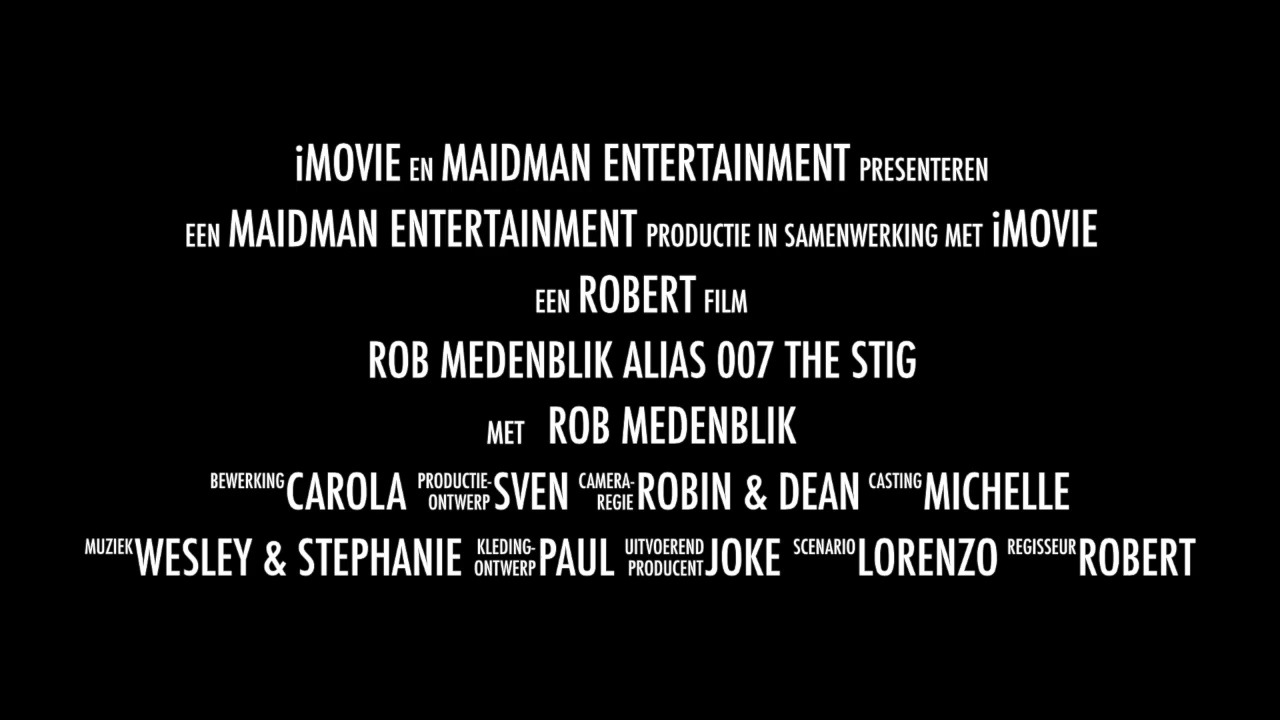 iMOVIE EN MAIDMAN ENTERTAINMENT PRESENTEREN
EEN MAIDMAN ENTERTAINMENT PRODUCTIE IN SAMENWERKING MET iMOVIE
EEN ROBERT FILM
ROB MEDENBLIK ALIAS 007 THE STIG
MET ROB MEDENBLIK
BEWERKING CAROLA PRODUCTIE-ONTWERP SVEN CAMERA-REGIE ROBIN & DEAN CASTING MICHELLE
MUZIEK WESLEY & STEPHANIE KLEDING-ONTWERP PAUL UITVOEREND PRODUCENT JOKE SCENARIO LORENZO REGISSEUR ROBERT